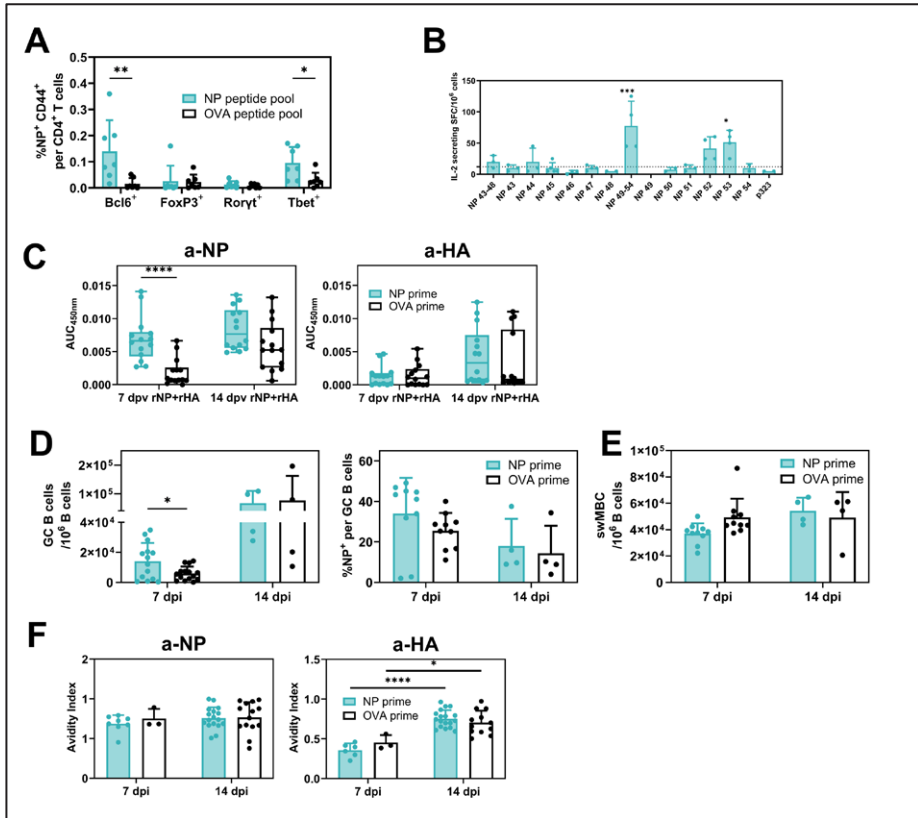 A
%NP⁺ CD44⁺
per CD4⁺ T cells
0.5
0.4
0.3
0.2
0.1
0.0
**
*
NP peptide pool
OVA peptide pool
Bcl6⁺
FoxP3⁺
Rorγt⁺
Tbet⁺
B
IL-2 secreting SFC/10⁶ cells
150
100
50
0
***
*
NP 43-48
NP 43
NP 44
NP 45
NP 46
NP 47
NP 48
NP 49-54
NP 49
NP 50
NP 51
NP 52
NP 53
NP 54
p323
C
a-NP
AUC450nm
0.015
0.010
0.005
0.000
****
7 dpv rNP+rHA
14 dpv rNP+rHA
a-HA
AUC450nm
0.015
0.010
0.005
0.000
NP prime
OVA prime
7 dpv rNP+rHA
14 dpv rNP+rHA
D
GC B cells
/10⁶ B cells
2×10⁵
1×10⁵
4×10⁴
2×10⁴
0
*
7 dpi
14 dpi
%NP⁺ per GC B cells
60
40
20
0
NP prime
OVA prime
7 dpi
14 dpi
E
swMBC
/10⁶ B cells
1×10⁵
8×10⁴
6×10⁴
4×10⁴
2×10⁴
0
NP prime
OVA prime
7 dpi
14 dpi
F
a-NP
Avidity Index
2
1
1
0
7 dpi
14 dpi
a-HA
Avidity Index
1.5
1.0
0.5
0.0
****
*
NP prime
OVA prime
7 dpi
14 dpi